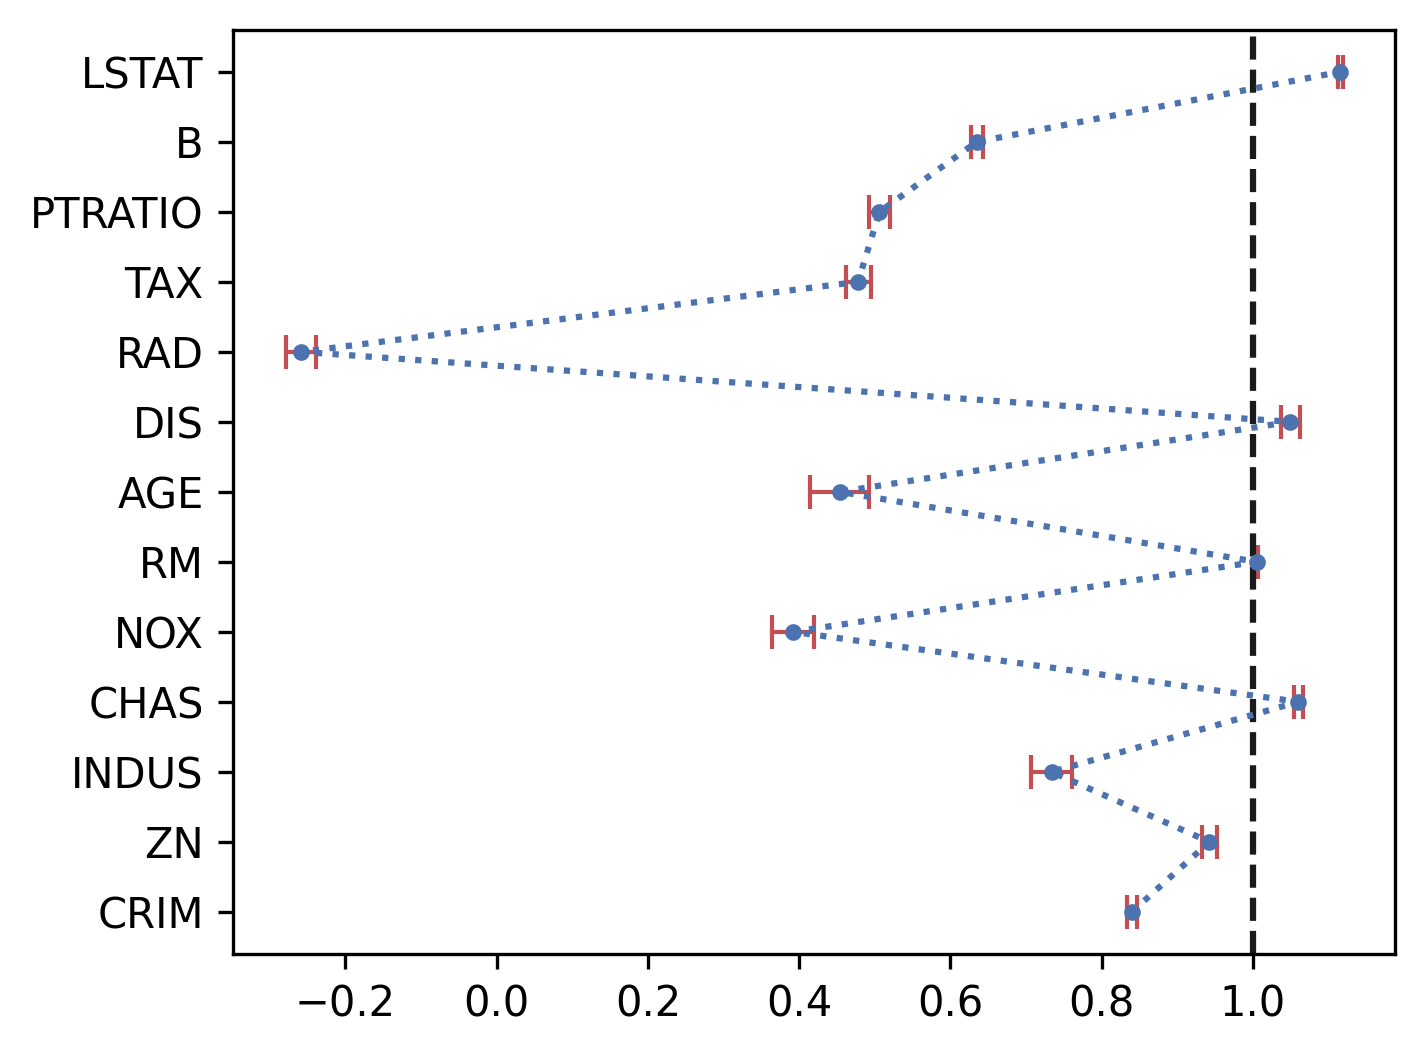 LSTAT
B
PTRATIO
TAX
RAD
DIS
AGE
RM
NOX
CHAS
INDUS
ZN
CRIM
−0.2 0.0 0.2 0.4 0.6 0.8 1.0